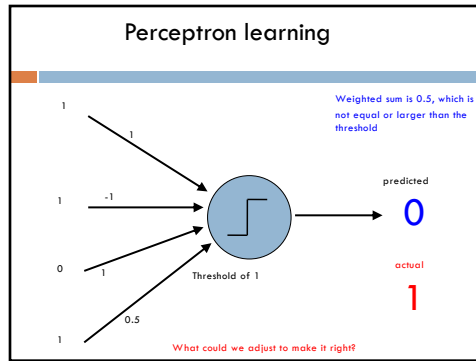 Perceptron learning
Weighted sum is 0.5, which is
not equal or larger than the
threshold
1
1
1
-1
0
1
1
0.5
Threshold of 1
predicted
0
actual
1
What could we adjust to make it right?